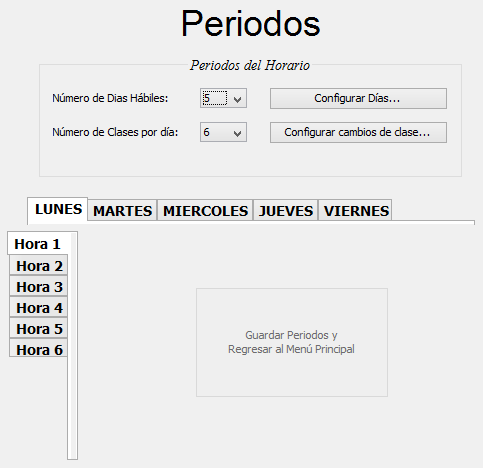 Periodos
Periodos del Horario
Número de Dias Hábiles:
5
Configurar Días...
Número de Clases por día:
6
Configurar cambios de clase...
LUNES MARTES MIERCOLES JUEVES VIERNES
Hora 1
Hora 2
Hora 3
Hora 4
Hora 5
Hora 6
Guardar Periodos y
Regresar al Menú Principal